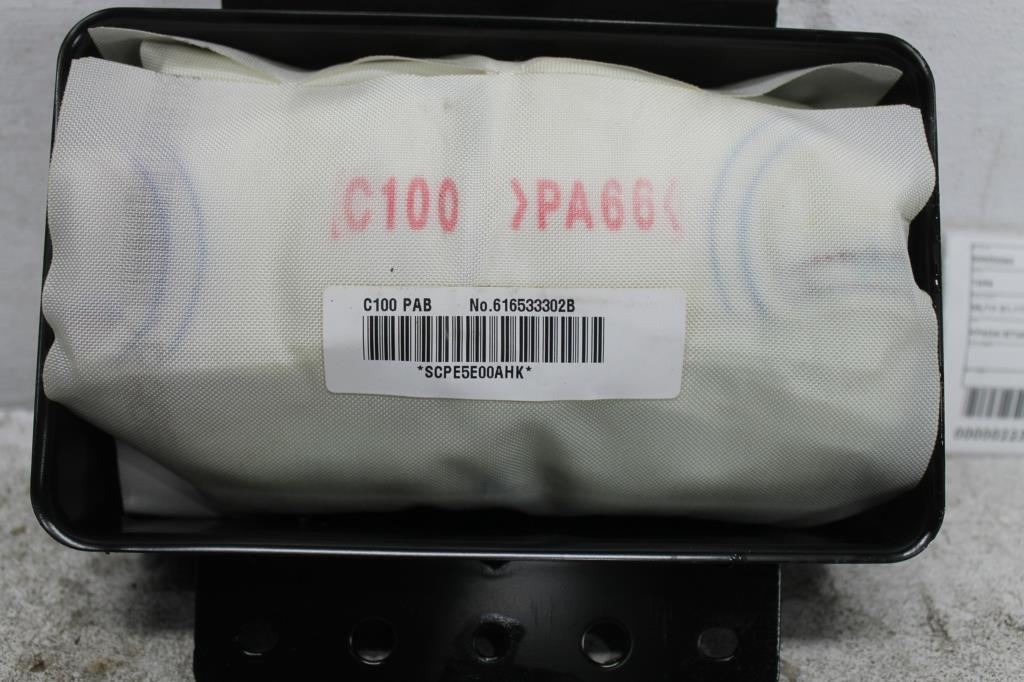 C100 >PA66<
C100 PAB No.616533302B
*SCPE5E00AHK*